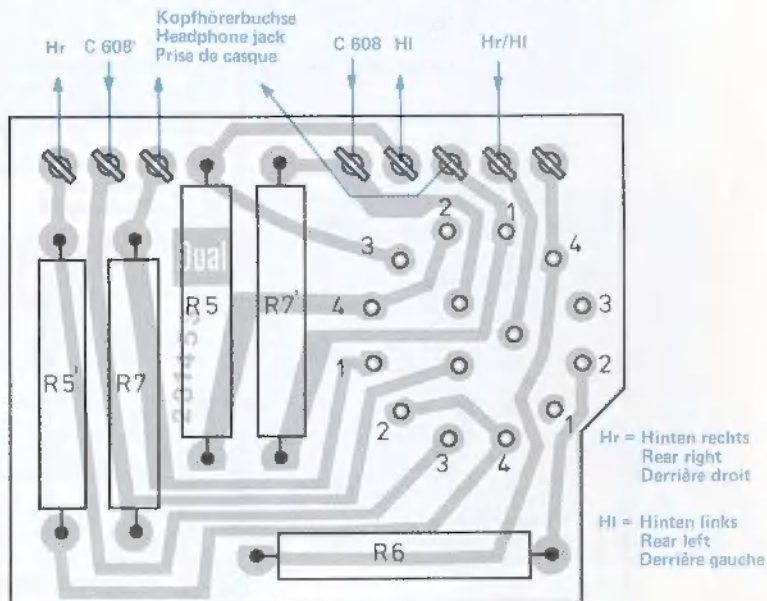 Kopfhörerbuchse
Headphone jack
Prise de casque
Hr C 608' C 608 Hl Hr/Hl
2 1
3 4
Dual
R5 R7' 4 3
R5' R7 1 2
2 1
3 4
R6
Hr = Hinten rechts
Rear right
Derrière droit
Hl = Hinten links
Rear left
Derrière gauche